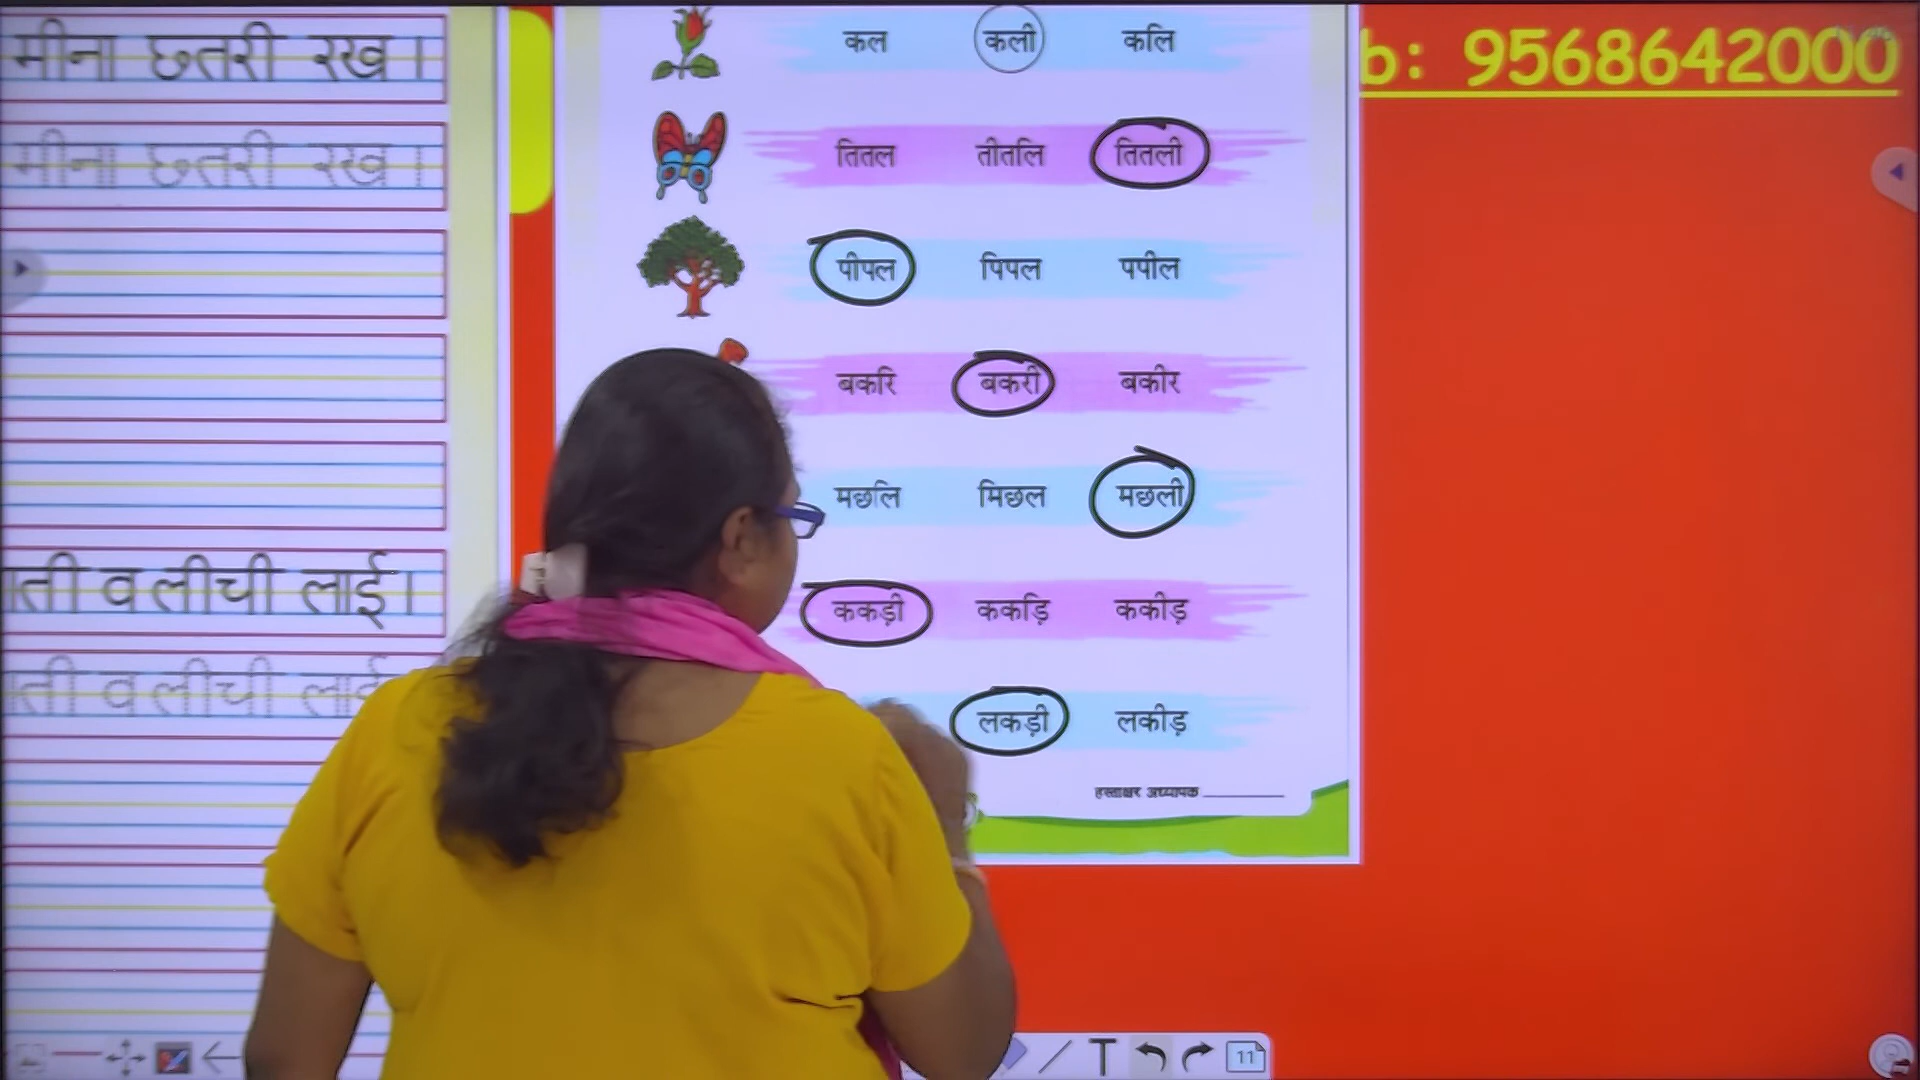 मीना छतरी रख ।
मीना छतरी रख ।
ती व लीची लाई ।
ती व लीची लाई
कल कली कलि
तितल तीतलि तितली
पीपल पिपल पपील
बकरि बकरी बकीर
मछलि मिछल मछली
ककड़ी ककड़ि ककीड़
लकड़ी लकीड़
हस्ताक्षर अध्यापक
b: 9568642000
T
11